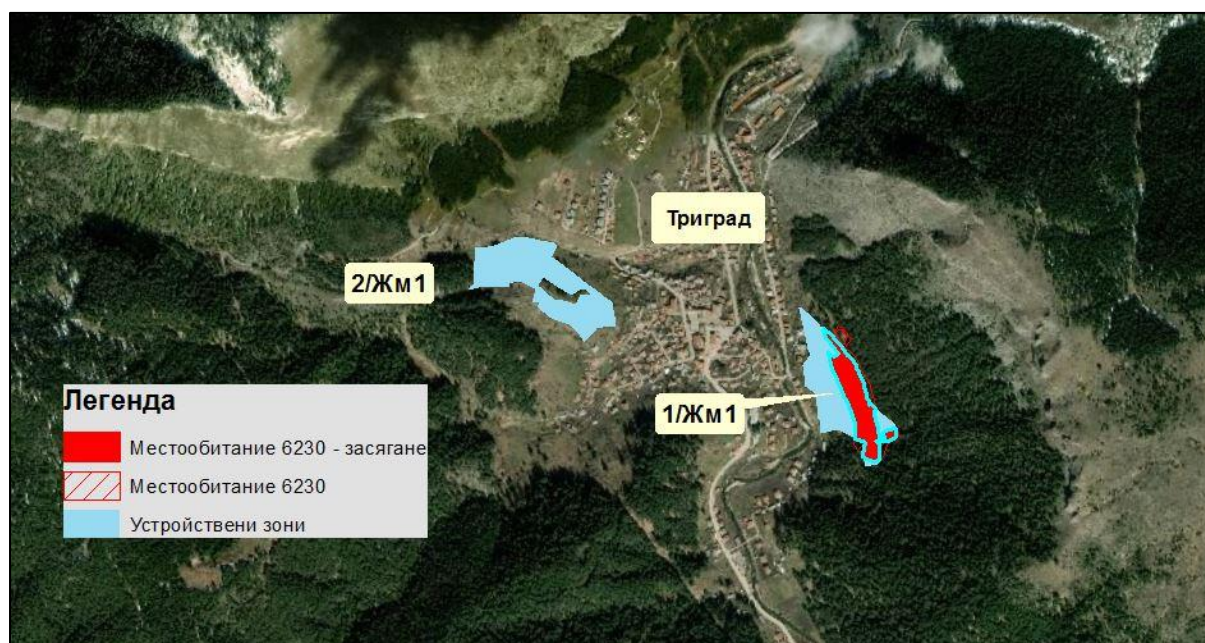 Триград
2/Жм1
1/Жм1
Легенда
Местообитание 6230 - засягане
Местообитание 6230
Устройствени зони